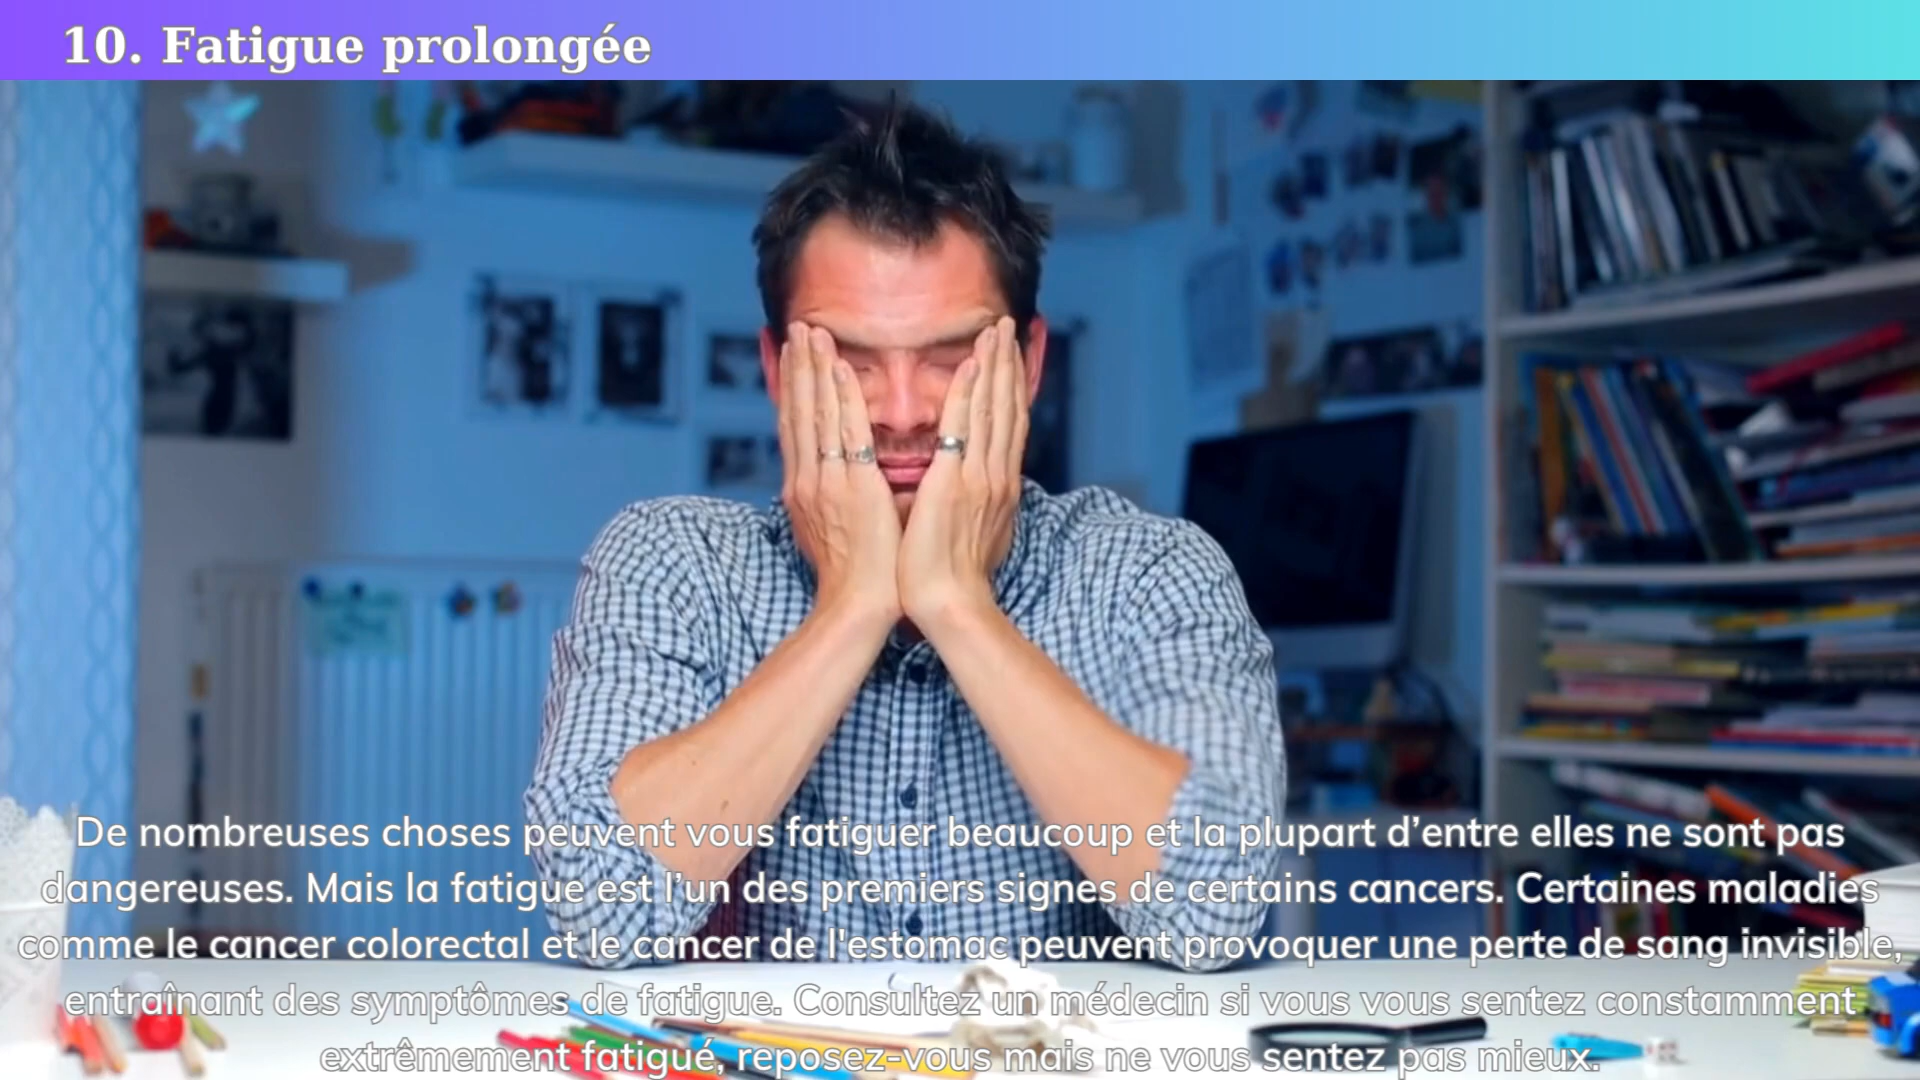 10. Fatigue prolongée
De nombreuses choses peuvent vous fatiguer beaucoup et la plupart d’entre elles ne sont pas
dangereuses. Mais la fatigue est l’un des premiers signes de certains cancers. Certaines maladies
comme le cancer colorectal et le cancer de l'estomac peuvent provoquer une perte de sang invisible,
entraînant des symptômes de fatigue. Consultez un médecin si vous vous sentez constamment
extrêmement fatigué, reposez-vous mais ne vous sentez pas mieux.